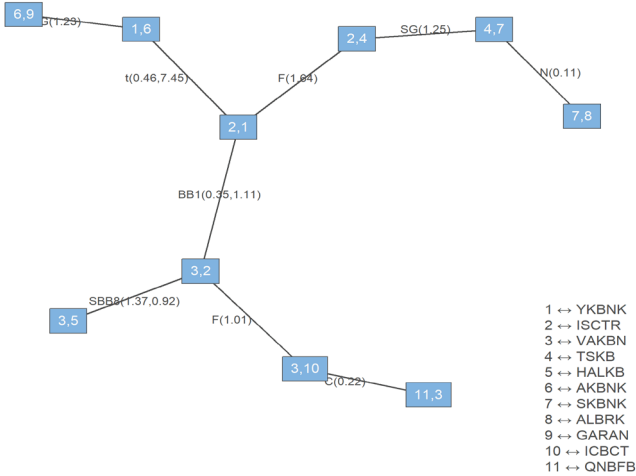 6,9
G(1.23)
1,6
2,4
SG(1.25)
4,7
t(0.46,7.45)
F(1.64)
N(0.11)
7,8
2,1
BB1(0.35,1.11)
3,2
SBB8(1.37,0.92)
3,5
F(1.01)
3,10
C(0.22)
11,3
1 ↔ YKBNK
2 ↔ ISCTR
3 ↔ VAKBN
4 ↔ TSKB
5 ↔ HALKB
6 ↔ AKBNK
7 ↔ SKBNK
8 ↔ ALBRK
9 ↔ GARAN
10 ↔ ICBCT
11 ↔ QNBFB